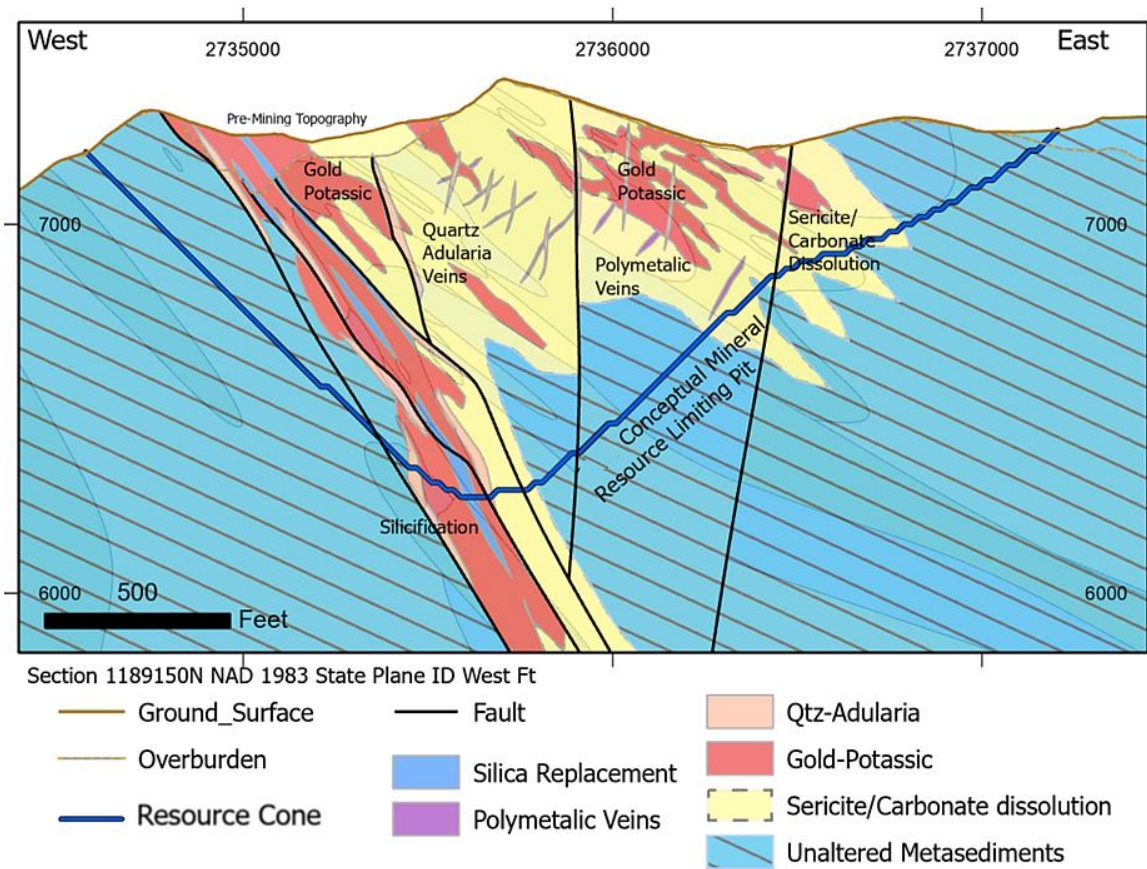 West
2735000
2736000
2737000
East
Pre-Mining Topography
Gold
Potassic
Gold
Potassic
7000
Quartz
Adularia
Veins
Polymetalic
Veins
Sericite/
Carbonate
Dissolution
7000
Conceptual Mineral
Resource Limiting Pit
Silicification
6000
500
Feet
6000
Section 1189150N NAD 1983 State Plane ID West Ft
Ground_Surface
Overburden
Resource Cone
Fault
Silica Replacement
Polymetalic Veins
Qtz-Adularia
Gold-Potassic
Sericite/Carbonate dissolution
Unaltered Metasediments